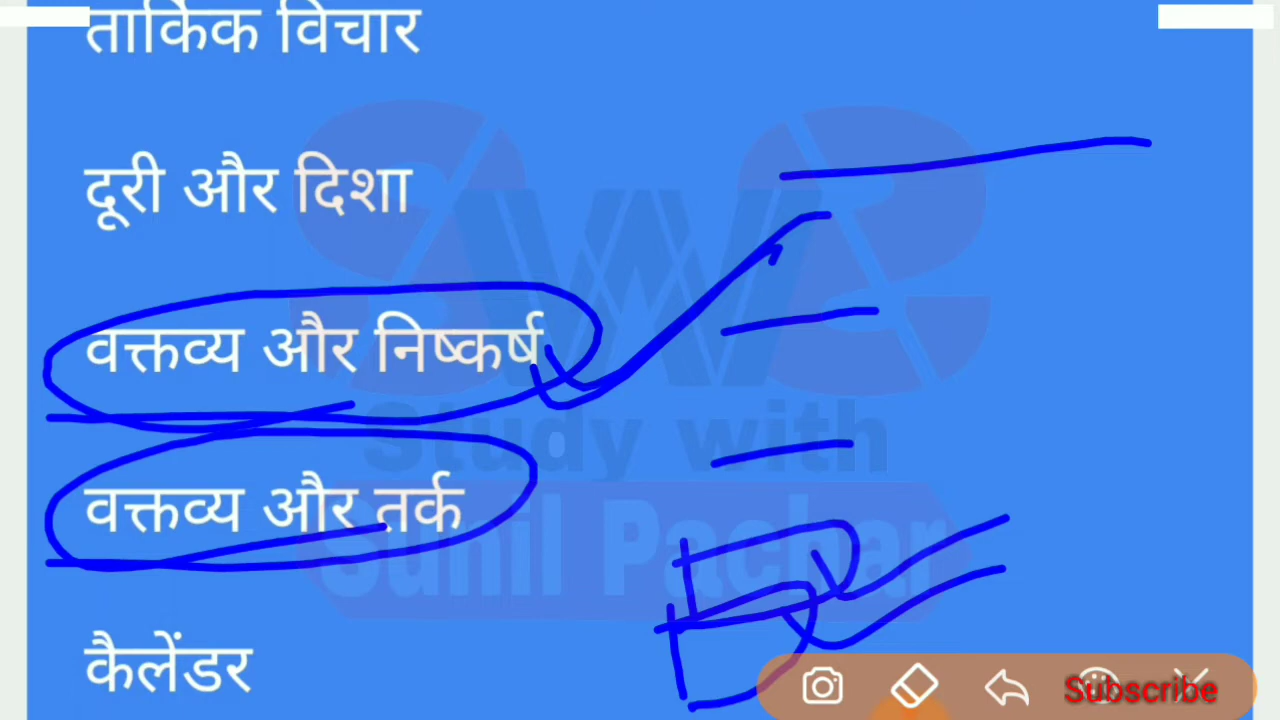 तार्किक विचार
दूरी और दिशा
वक्तव्य और निष्कर्ष
वक्तव्य और तर्क
कैलेंडर
Study with
Sunil Pachar
Subscribe